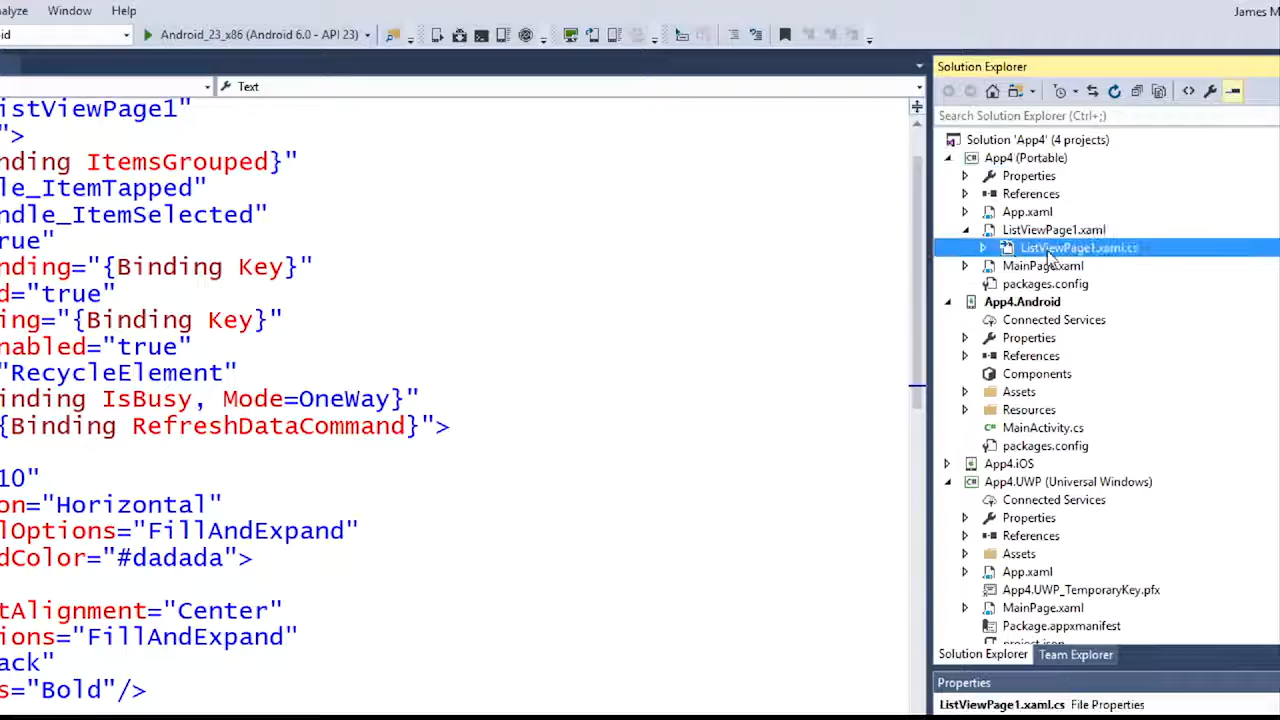 nalyze Window Help
James M
id Android_23_x86 (Android 6.0 - API 23)
Text
istViewPage1"
">
nding ItemsGrouped}"
le_ItemTapped"
ndle_ItemSelected"
rue"
nding="{Binding Key}"
d="true"
ing="{Binding Key}"
nabled="true"
"RecycleElement"
inding IsBusy, Mode=OneWay}"
{Binding RefreshDataCommand}">
10"
on="Horizontal"
lOptions="FillAndExpand"
dColor="#dadada">
tAlignment="Center"
ions="FillAndExpand"
ack"
s="Bold"/>
Solution Explorer
Search Solution Explorer (Ctrl+;)
Solution 'App4' (4 projects)
App4 (Portable)
Properties
References
App.xaml
ListViewPage1.xaml
ListViewPage1.xaml.cs
MainPage.xaml
packages.config
App4.Android
Connected Services
Properties
References
Components
Assets
Resources
C# MainActivity.cs
packages.config
App4.iOS
App4.UWP (Universal Windows)
Connected Services
Properties
References
Assets
App.xaml
App4.UWP_TemporaryKey.pfx
MainPage.xaml
Package.appxmanifest
project.json
Solution Explorer Team Explorer
Properties
ListViewPage1.xaml.cs File Properties